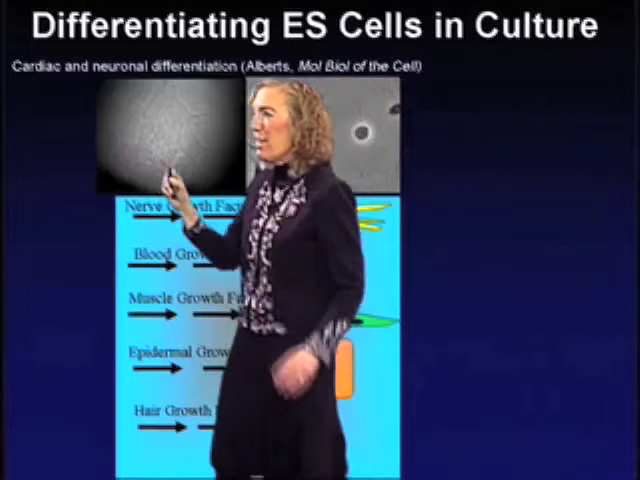 Differentiating ES Cells in Culture
Cardiac and neuronal differentiation (Alberts, Mol Biol of the Cell)
Nerve Growth Fac
Blood Grow
Muscle Growth Fa
Epidermal Grow
Hair Growth